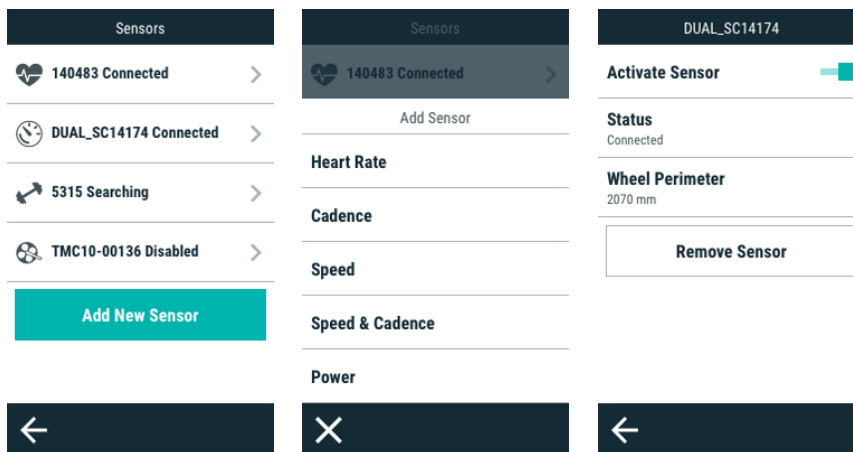 Sensors
140483 Connected
DUAL_SC14174 Connected
5315 Searching
TMC10-00136 Disabled
Add New Sensor
Sensors
140483 Connected
Add Sensor
Heart Rate
Cadence
Speed
Speed & Cadence
Power
DUAL_SC14174
Activate Sensor
Status
Connected
Wheel Perimeter
2070 mm
Remove Sensor